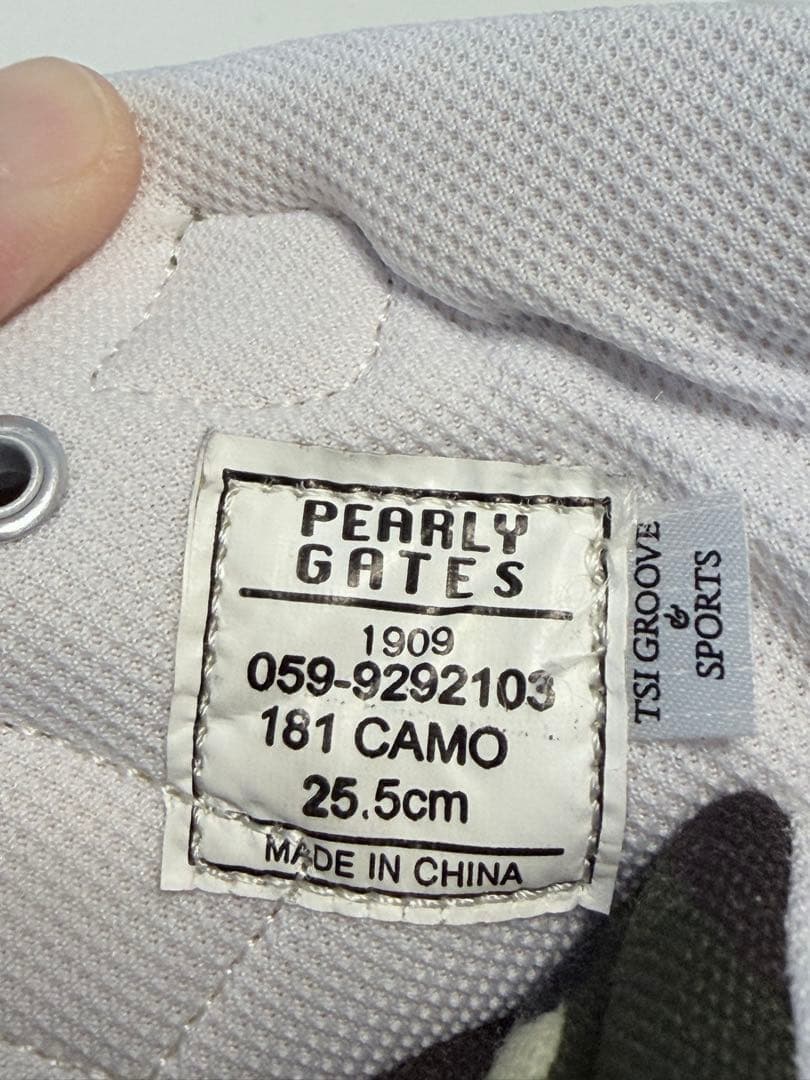 PEARLY
GATES
1909
059-9292103
181 CAMO
25.5cm
MADE IN CHINA
TSI GROOVE
&
SPORTS